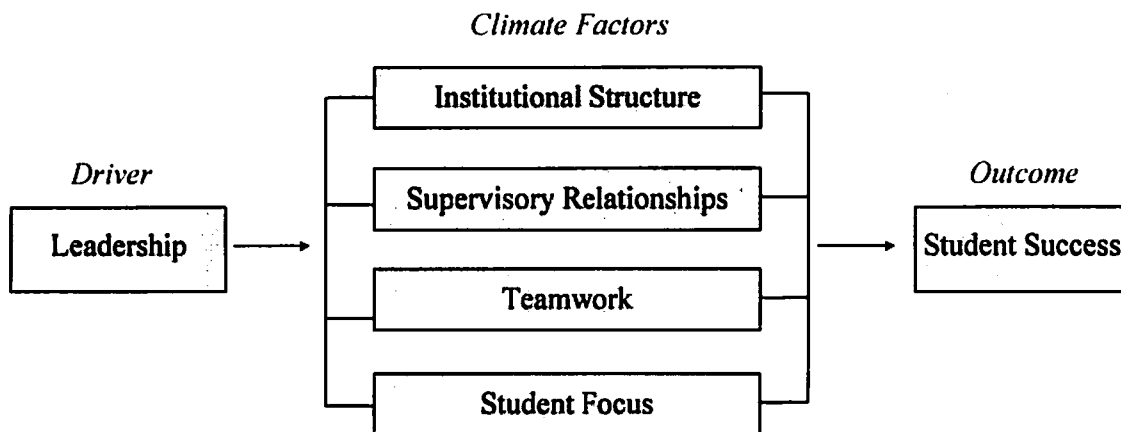 Climate Factors
Institutional Structure
Driver
Supervisory Relationships
Outcome
Leadership
Student Success
Teamwork
Student Focus